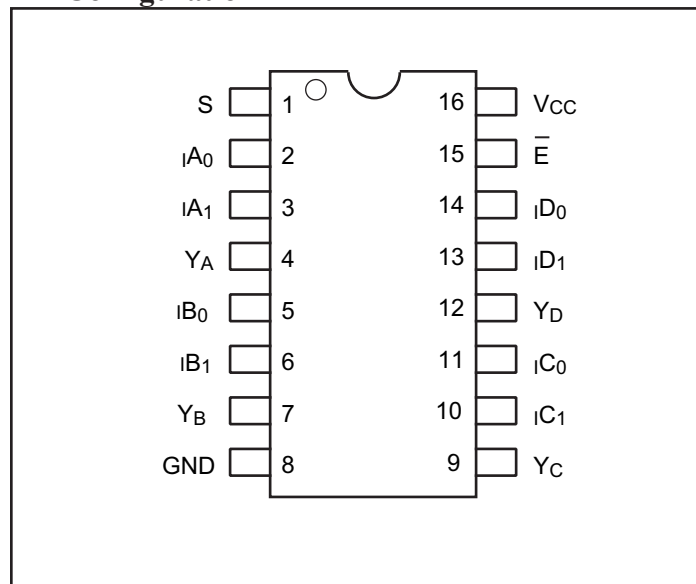 S 1 16 VCC
IA0 2 15 E̅
IA1 3 14 ID0
YA 4 13 ID1
IB0 5 12 YD
IB1 6 11 IC0
YB 7 10 IC1
GND 8 9 YC